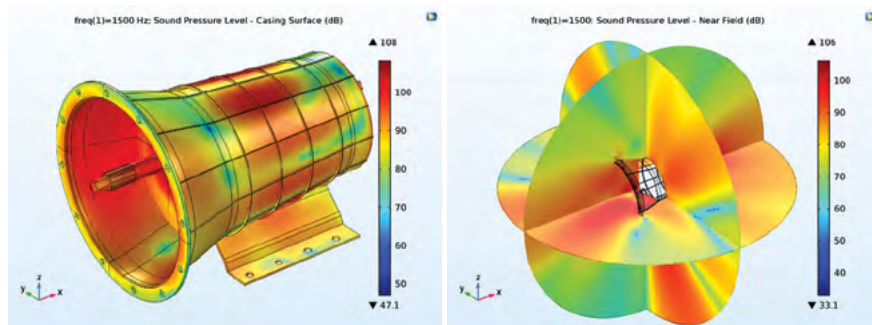 freq(1)=1500 Hz; Sound Pressure Level - Casing Surface (dB)
▲ 108
100
90
80
70
60
50
▼ 47.1
y
z
x
freq(1)=1500: Sound Pressure Level - Near Field (dB)
▲ 106
100
90
80
70
60
50
40
▼ 33.1
y
z
x